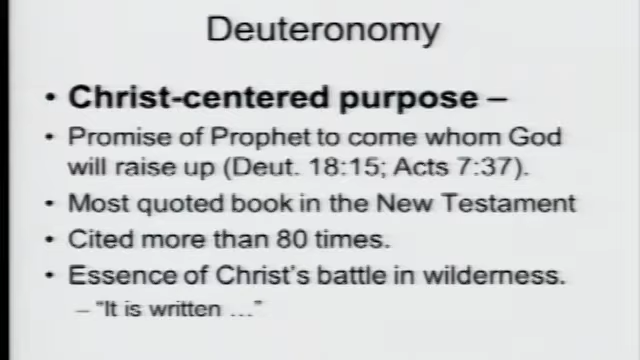 Deuteronomy
• Christ-centered purpose –
• Promise of Prophet to come whom God
will raise up (Deut. 18:15; Acts 7:37).
• Most quoted book in the New Testament
• Cited more than 80 times.
• Essence of Christ's battle in wilderness.
– "It is written …"